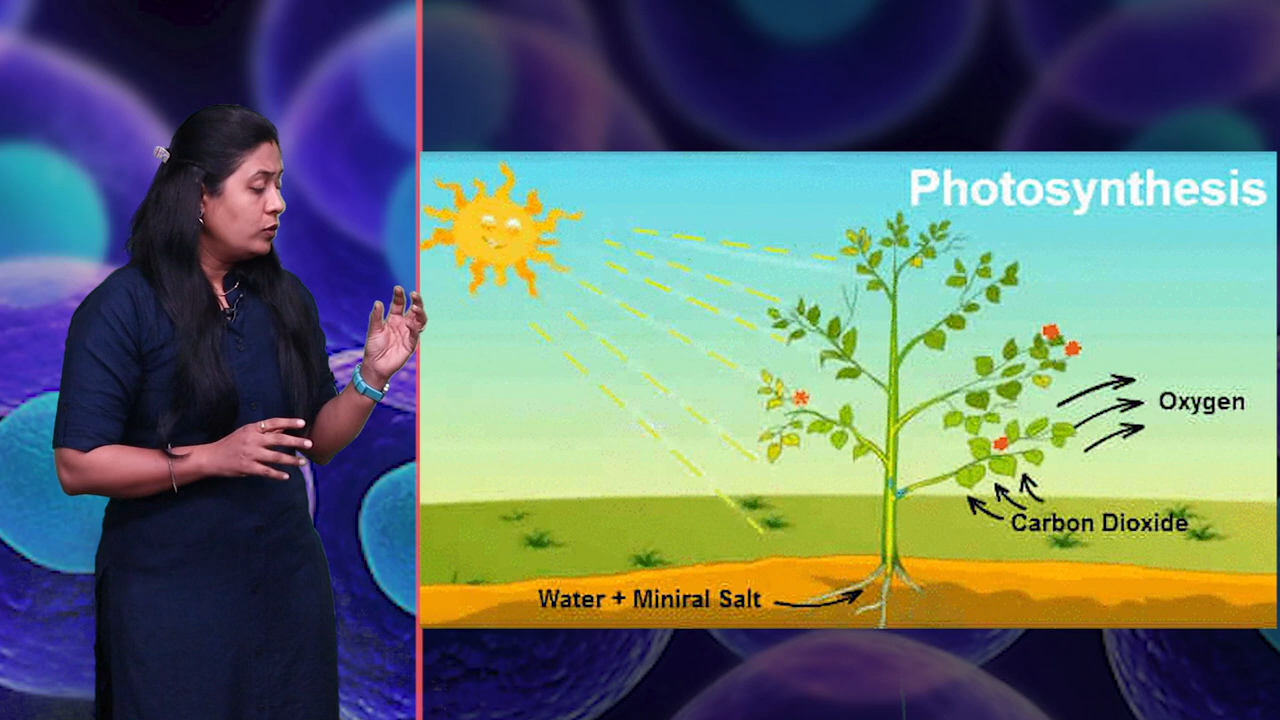 Photosynthesis
Oxygen
Carbon Dioxide
Water + Miniral Salt